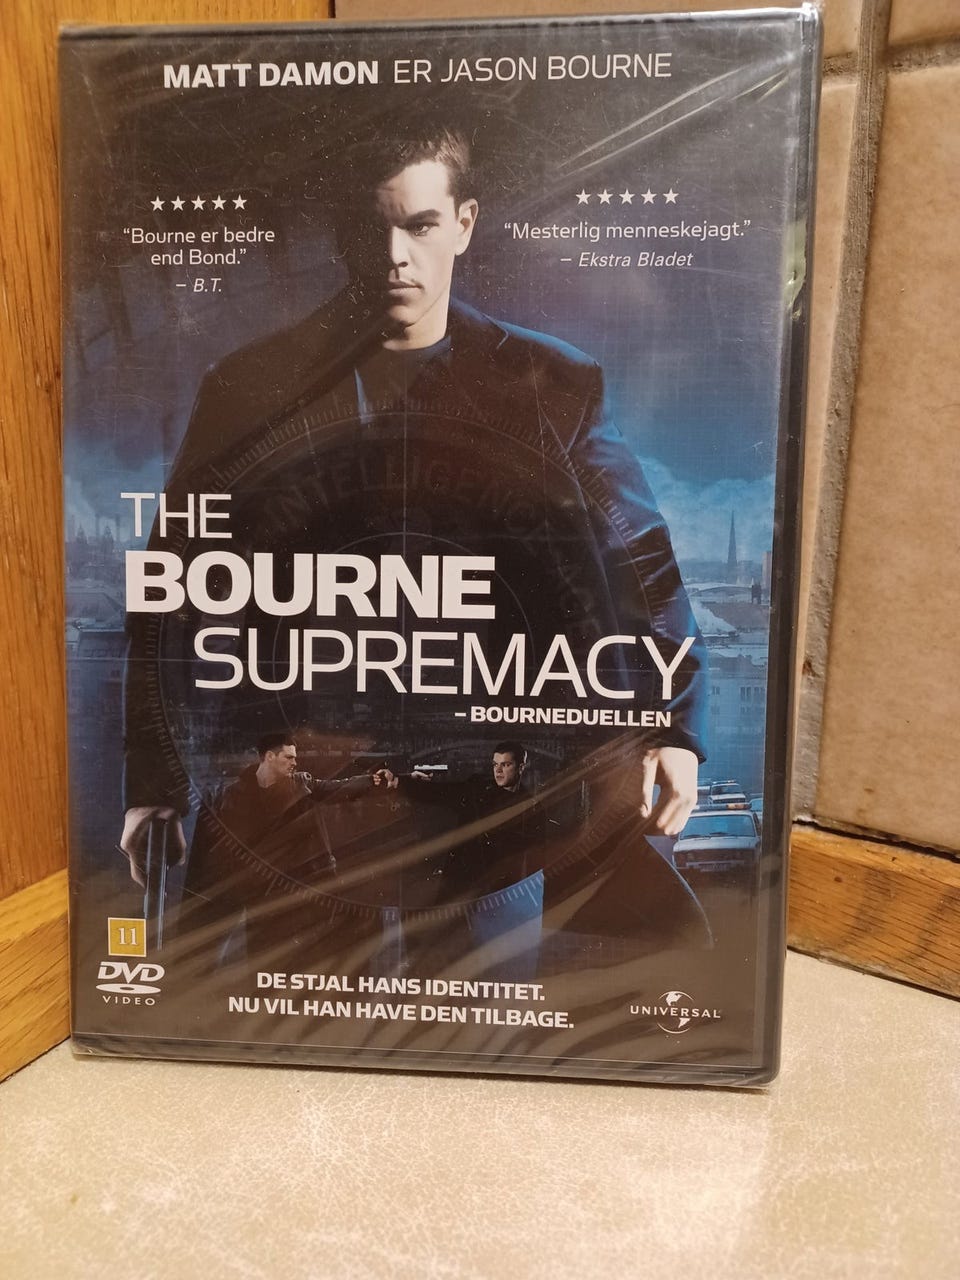 MATT DAMON ER JASON BOURNE
★★★★★
"Bourne er bedre
end Bond."
– B.T.
★★★★★
"Mesterlig menneskejagt."
– Ekstra Bladet
INTELLIGENCE
THE
BOURNE
SUPREMACY
– BOURNEDUELLEN
11
DVD
VIDEO
DE STJAL HANS IDENTITET.
NU VIL HAN HAVE DEN TILBAGE.
UNIVERSAL